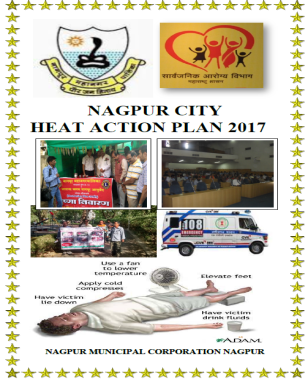 सार्वजनिक आरोग्य विभाग
NAGPUR CITY
HEAT ACTION PLAN 2017
108
EMERGENCY
Use a fan
to lower
temperature
Apply cold
compresses
Have victim
lie down
Elevate feet
Have victim
drink fluids
ADAM.
NAGPUR MUNICIPAL CORPORATION NAGPUR